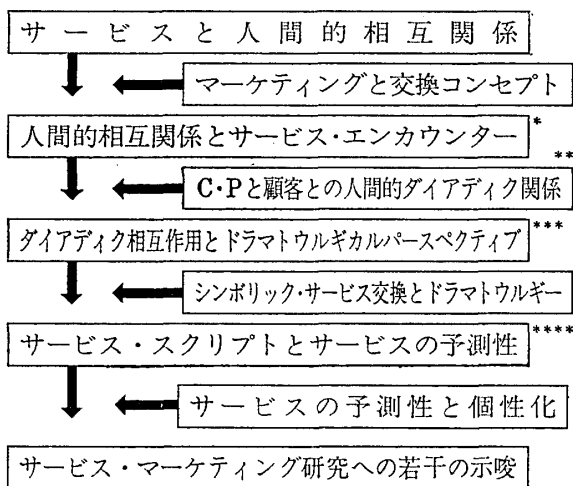 サービスと人間的相互関係
マーケティングと交換コンセプト
人間的相互関係とサービス・エンカウンター*
**
C・Pと顧客との人間的ダイアディク関係
ダイアディク相互作用とドラマトウルギカルパースペクティブ***
シンボリック・サービス交換とドラマトウルギー
サービス・スクリプトとサービスの予測性****
サービスの予測性と個性化
サービス・マーケティング研究への若干の示唆